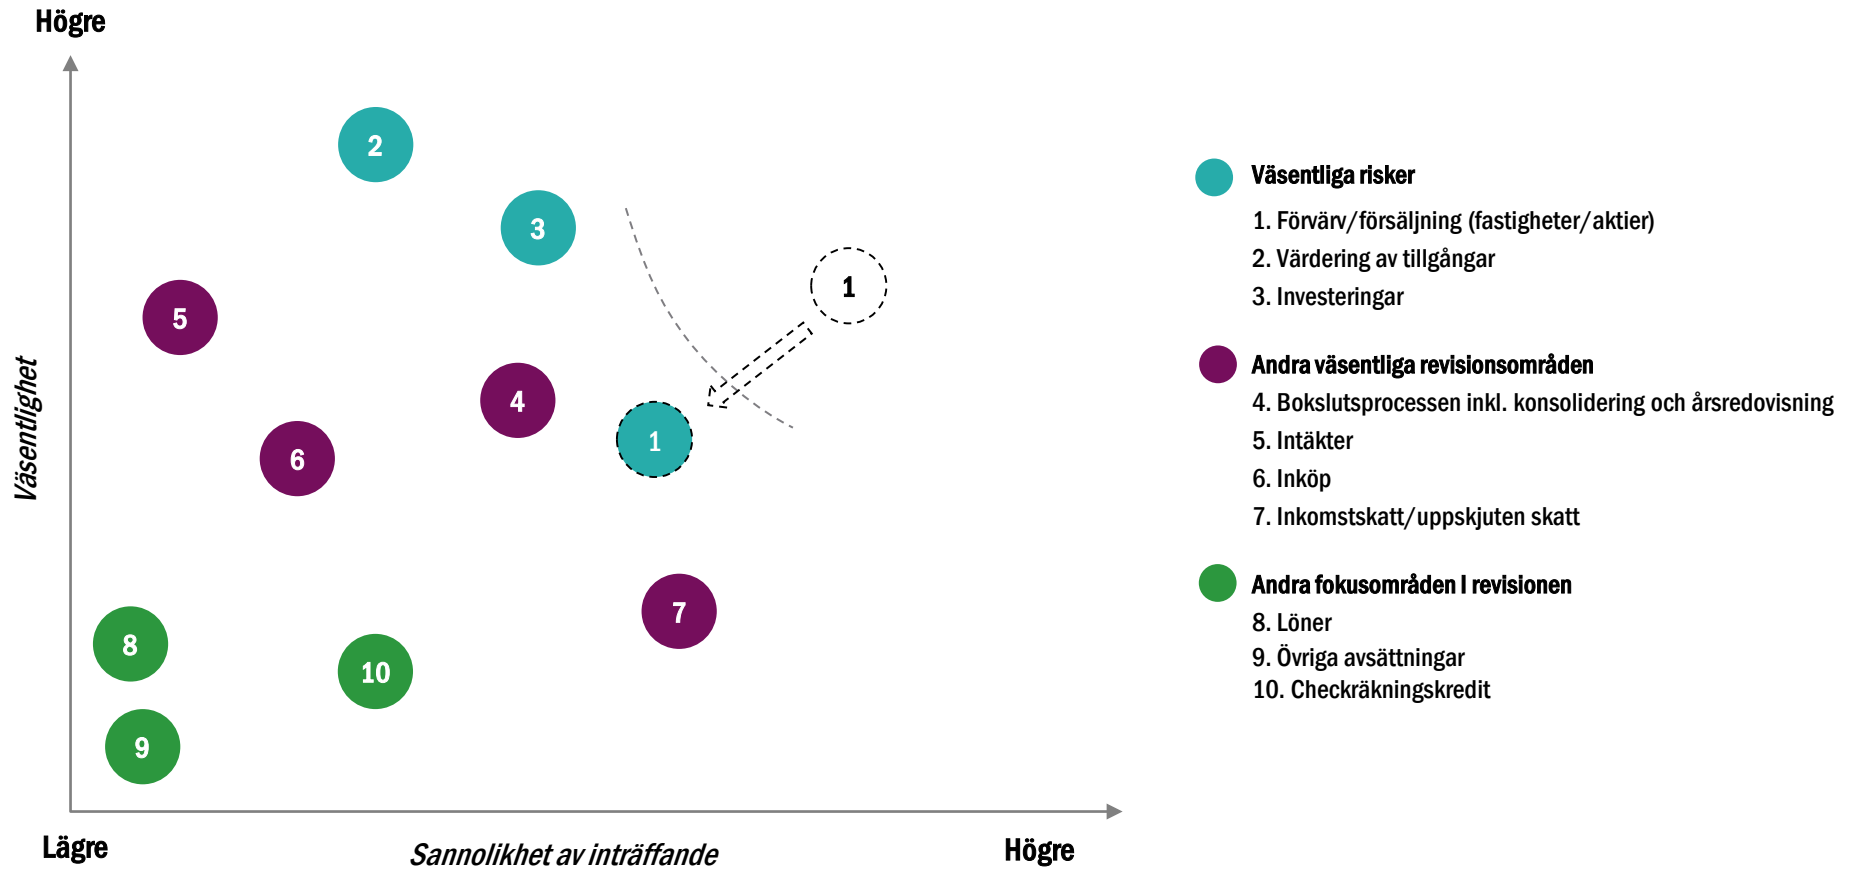 Högre
2
3
1
5
4
1
6
7
8
10
9
Väsentlighet
Lägre
Sannolikhet av inträffande
Högre
Väsentliga risker
1. Förvärv/försäljning (fastigheter/aktier)
2. Värdering av tillgångar
3. Investeringar
Andra väsentliga revisionsområden
4. Bokslutsprocessen inkl. konsolidering och årsredovisning
5. Intäkter
6. Inköp
7. Inkomstskatt/uppskjuten skatt
Andra fokusområden I revisionen
8. Löner
9. Övriga avsättningar
10. Checkräkningskredit